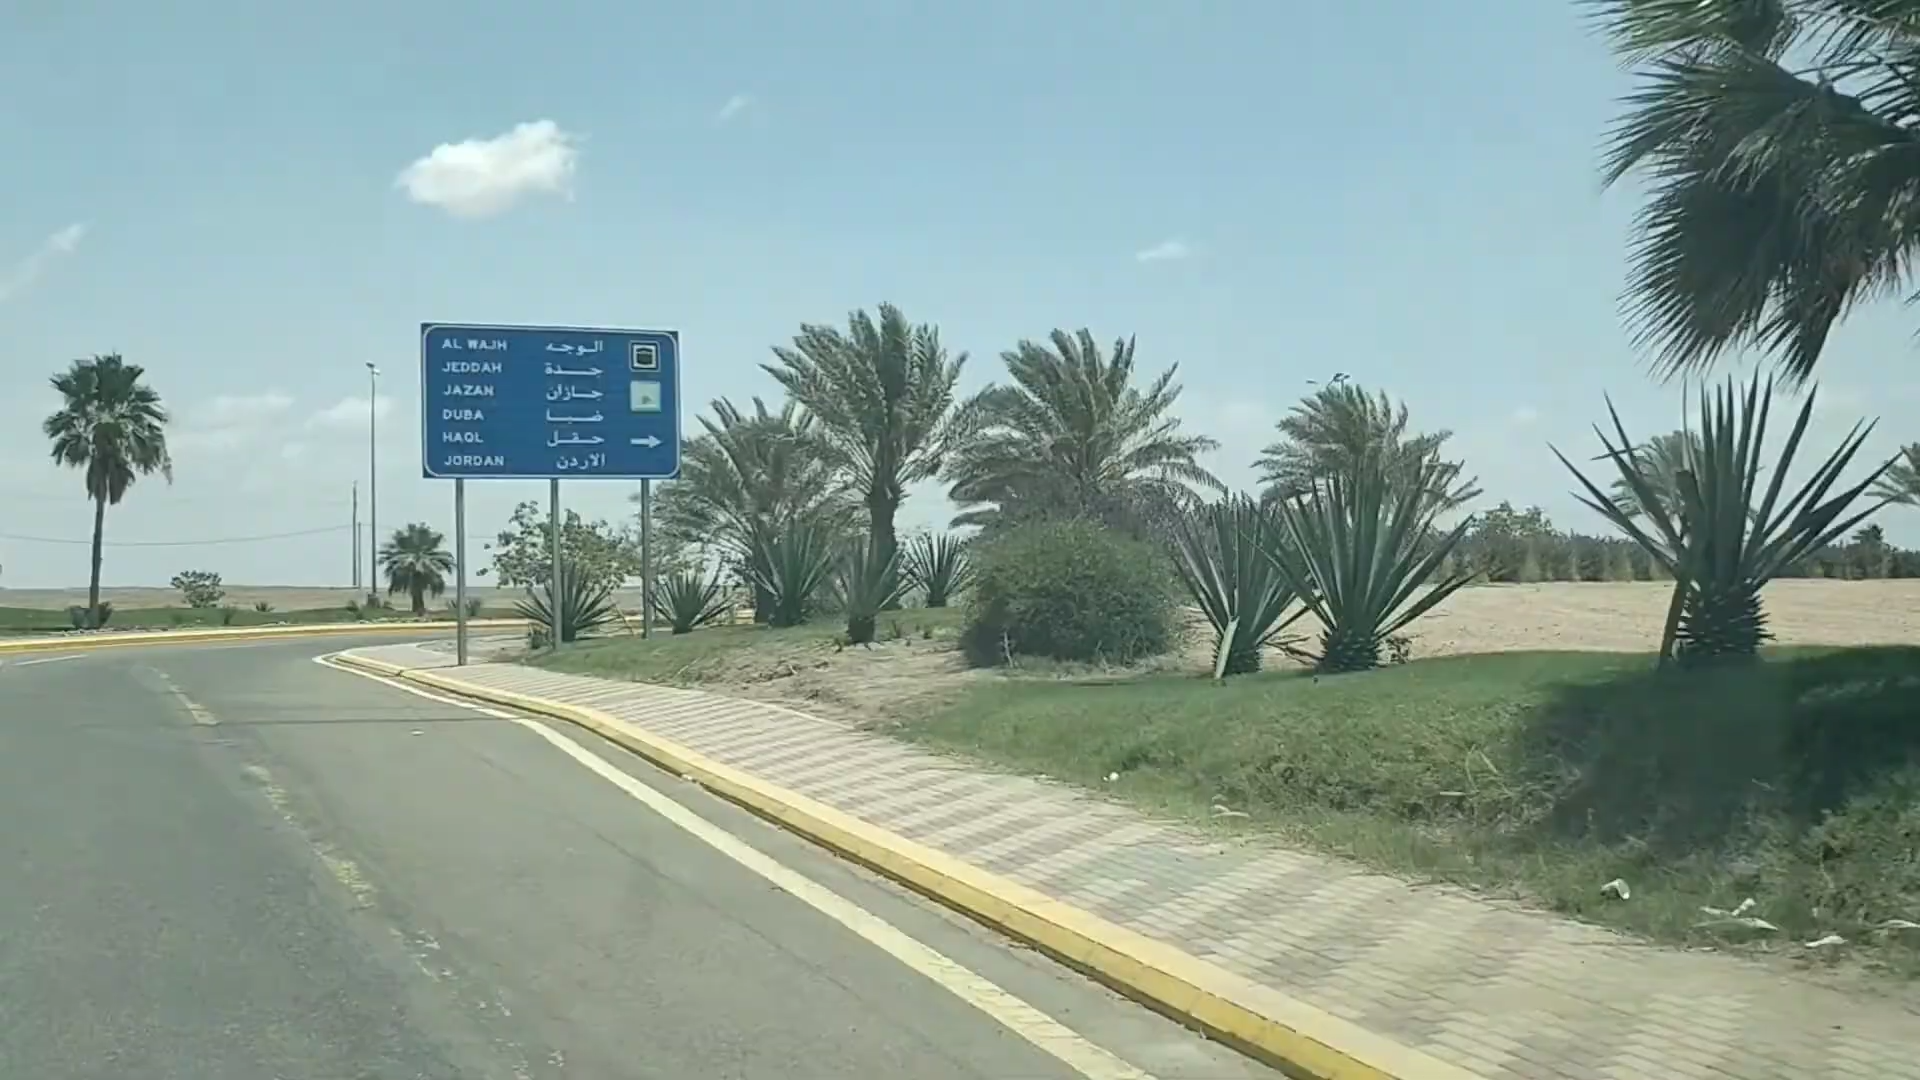 AL WAJH الوجه
JEDDAH جدة
JAZAN جازان
DUBA ضبا
HAQL حقل
JORDAN الاردن